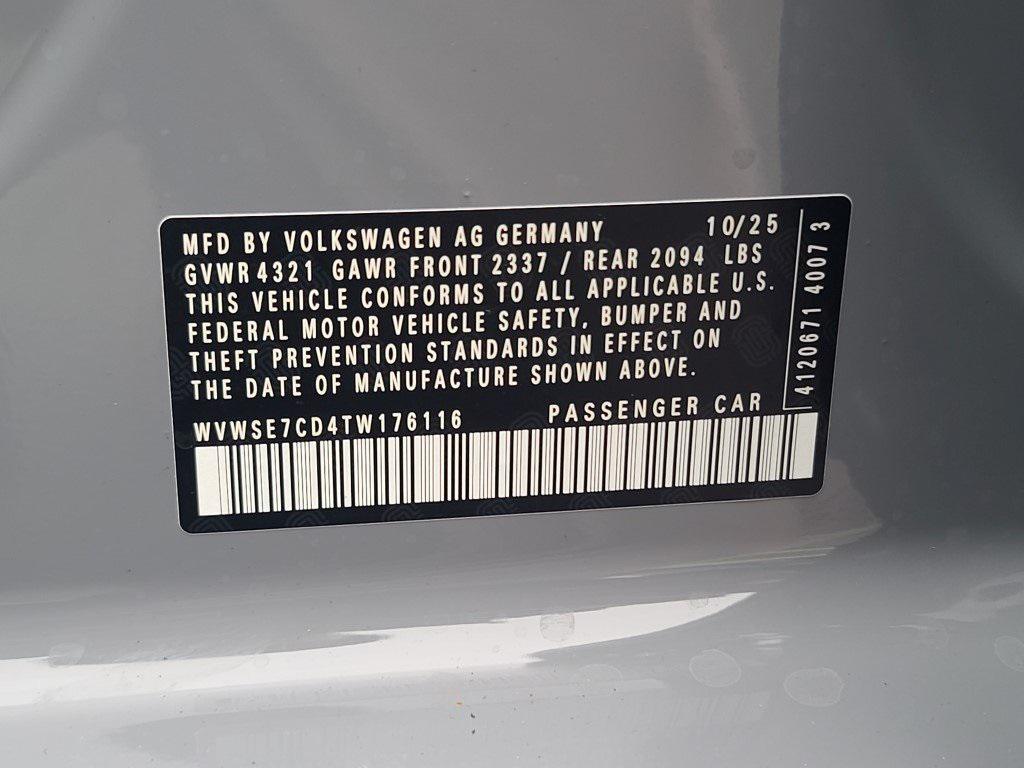 MFD BY VOLKSWAGEN AG GERMANY 10/25
GVWR 4321 GAWR FRONT 2337 / REAR 2094 LBS
THIS VEHICLE CONFORMS TO ALL APPLICABLE U.S.
FEDERAL MOTOR VEHICLE SAFETY, BUMPER AND
THEFT PREVENTION STANDARDS IN EFFECT ON
THE DATE OF MANUFACTURE SHOWN ABOVE.
WVWSE7CD4TW176116 PASSENGER CAR
4120671 4007 3